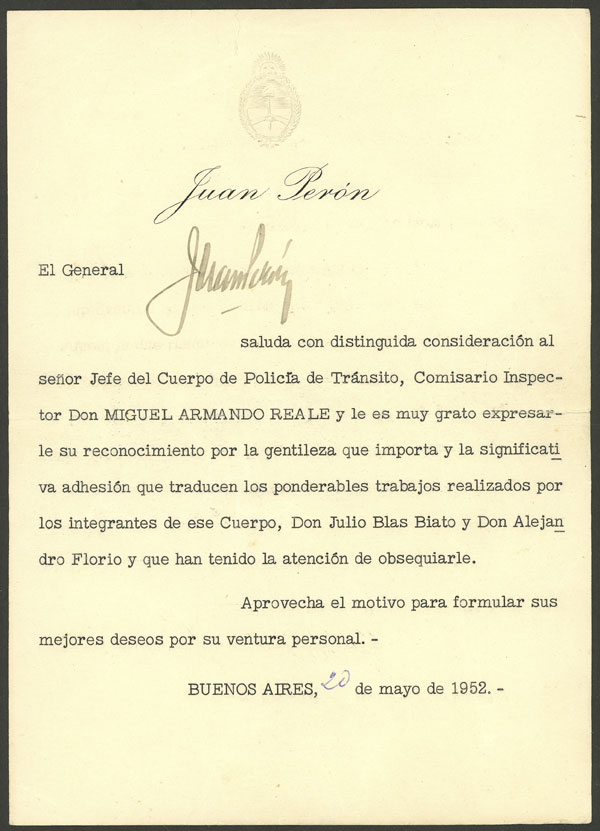 Juan Perón
El General
Juan Perón
saluda con distinguida consideración al
señor Jefe del Cuerpo de Policía de Tránsito, Comisario Inspec-
tor Don MIGUEL ARMANDO REALE y le es muy grato expresar-
le su reconocimiento por la gentileza que importa y la significati
va adhesión que traducen los ponderables trabajos realizados por
los integrantes de ese Cuerpo, Don Julio Blas Biato y Don Alejan
dro Florio y que han tenido la atención de obsequiarle.
Aprovecha el motivo para formular sus
mejores deseos por su ventura personal. -
BUENOS AIRES, 20 de mayo de 1952. -